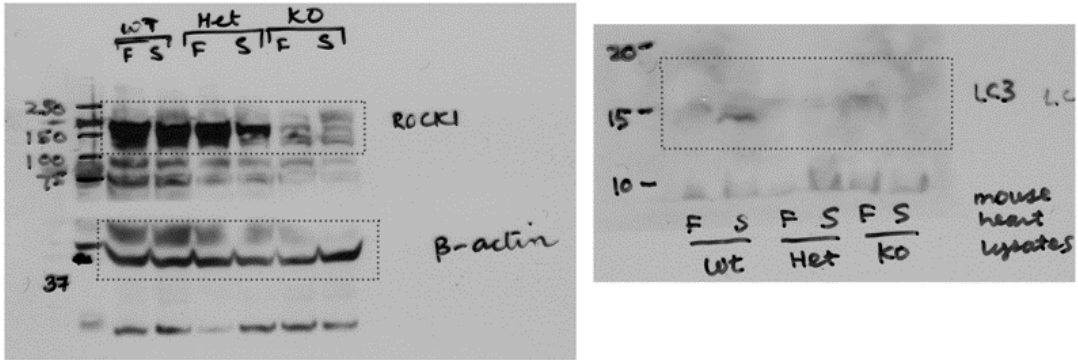 WT Het KO
F S F S F S
250
150
100
75
ROCK1
β-actin
37
20
15
10
LC3 LC
F S F S F S
Wt Het KO
mouse
heart
lysates